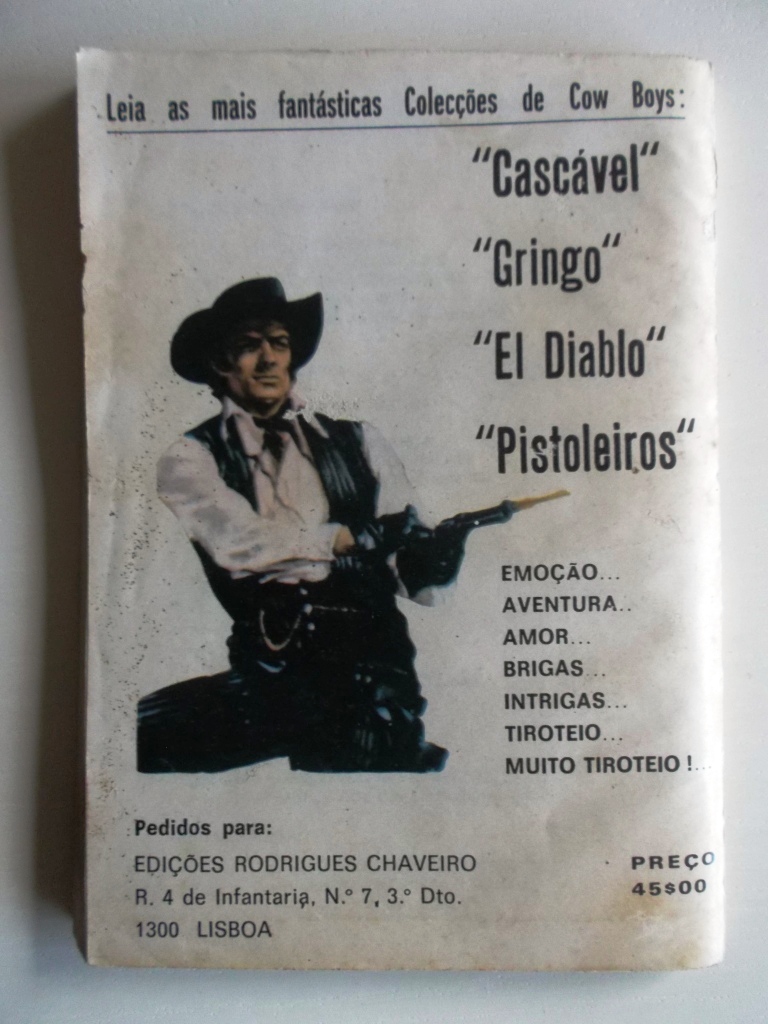 Leia as mais fantásticas Colecções de Cow Boys:
"Cascável"
"Gringo"
"El Diablo"
"Pistoleiros"
EMOÇÃO...
AVENTURA..
AMOR...
BRIGAS...
INTRIGAS...
TIROTEIO...
MUITO TIROTEIO!...
Pedidos para:
EDIÇÕES RODRIGUES CHAVEIRO
R. 4 de Infantaria, N.º 7, 3.º Dto.
1300 LISBOA
PREÇO
45$00